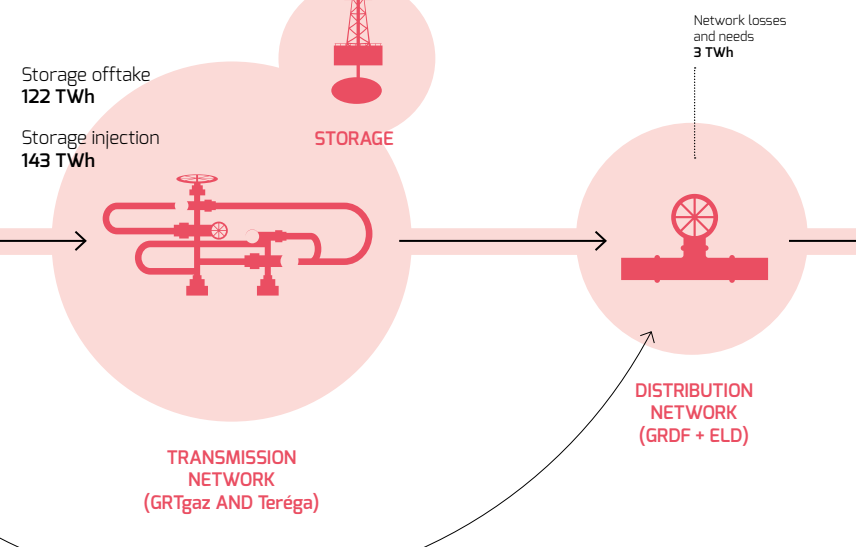 Network losses
and needs
3 TWh
Storage offtake
122 TWh
Storage injection
143 TWh
STORAGE
DISTRIBUTION
NETWORK
(GRDF + ELD)
TRANSMISSION
NETWORK
(GRTgaz AND Teréga)